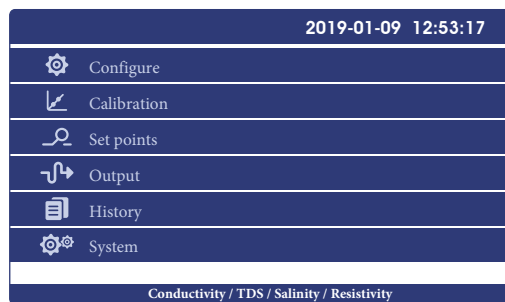 2019-01-09 12:53:17
Configure
Calibration
Set points
Output
History
System
Conductivity / TDS / Salinity / Resistivity